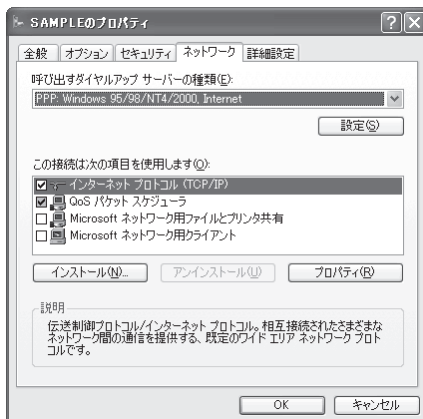 SAMPLEのプロパティ
全般 オプション セキュリティ ネットワーク 詳細設定
呼び出すダイヤルアップ サーバーの種類(E):
PPP: Windows 95/98/NT4/2000, Internet
設定(S)
この接続は次の項目を使用します(O):
インターネット プロトコル (TCP/IP)
QoS パケット スケジューラ
Microsoft ネットワーク用ファイルとプリンタ共有
Microsoft ネットワーク用クライアント
インストール(N)... アンインストール(U) プロパティ(R)
説明
伝送制御プロトコル/インターネット プロトコル。相互接続されたさまざまな
ネットワーク間の通信を提供する、既定のワイド エリア ネットワーク プロト
コルです。
OK キャンセル